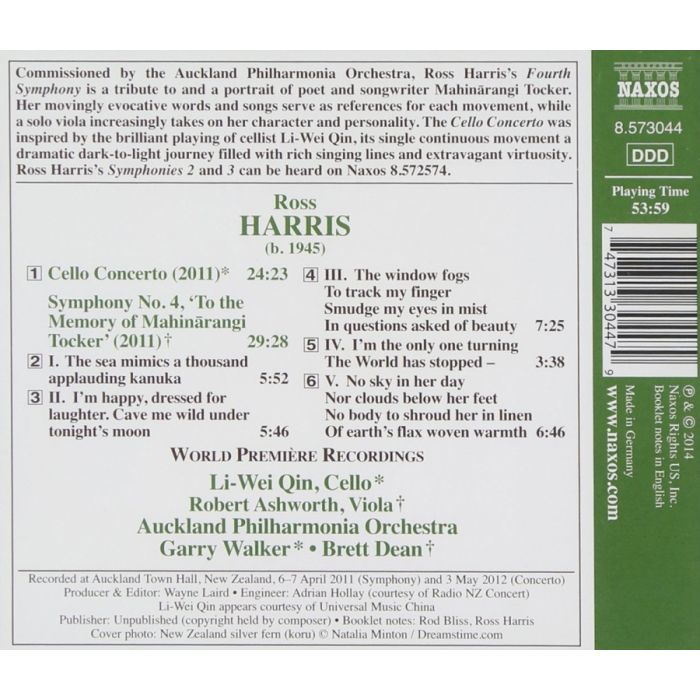 Commissioned by the Auckland Philharmonia Orchestra, Ross Harris's Fourth
Symphony is a tribute to and a portrait of poet and songwriter Mahinārangi Tocker.
Her movingly evocative words and songs serve as references for each movement, while
a solo viola increasingly takes on her character and personality. The Cello Concerto was
inspired by the brilliant playing of cellist Li-Wei Qin, its single continuous movement a
dramatic dark-to-light journey filled with rich singing lines and extravagant virtuosity.
Ross Harris's Symphonies 2 and 3 can be heard on Naxos 8.572574.
Ross
HARRIS
(b. 1945)
1 Cello Concerto (2011)* 24:23
Symphony No. 4, 'To the
Memory of Mahinārangi
Tocker' (2011)† 29:28
2 I. The sea mimics a thousand
applauding kanuka 5:52
3 II. I'm happy, dressed for
laughter. Cave me wild under
tonight's moon 5:46
4 III. The window fogs
To track my finger
Smudge my eyes in mist
In questions asked of beauty 7:25
5 IV. I'm the only one turning
The World has stopped – 3:38
6 V. No sky in her day
Nor clouds below her feet
No body to shroud her in linen
Of earth's flax woven warmth 6:46
WORLD PREMIÈRE RECORDINGS
Li-Wei Qin, Cello*
Robert Ashworth, Viola†
Auckland Philharmonia Orchestra
Garry Walker* • Brett Dean†
Recorded at Auckland Town Hall, New Zealand, 6–7 April 2011 (Symphony) and 3 May 2012 (Concerto)
Producer & Editor: Wayne Laird • Engineer: Adrian Hollay (courtesy of Radio NZ Concert)
Li-Wei Qin appears courtesy of Universal Music China
Publisher: Unpublished (copyright held by composer) • Booklet notes: Rod Bliss, Ross Harris
Cover photo: New Zealand silver fern (koru) © Natalia Minton / Dreamstime.com
NAXOS
8.573044
DDD
Playing Time
53:59
7 47313 30447 9
℗ & © 2014
Naxos Rights US, Inc.
Booklet notes in English
Made in Germany
www.naxos.com